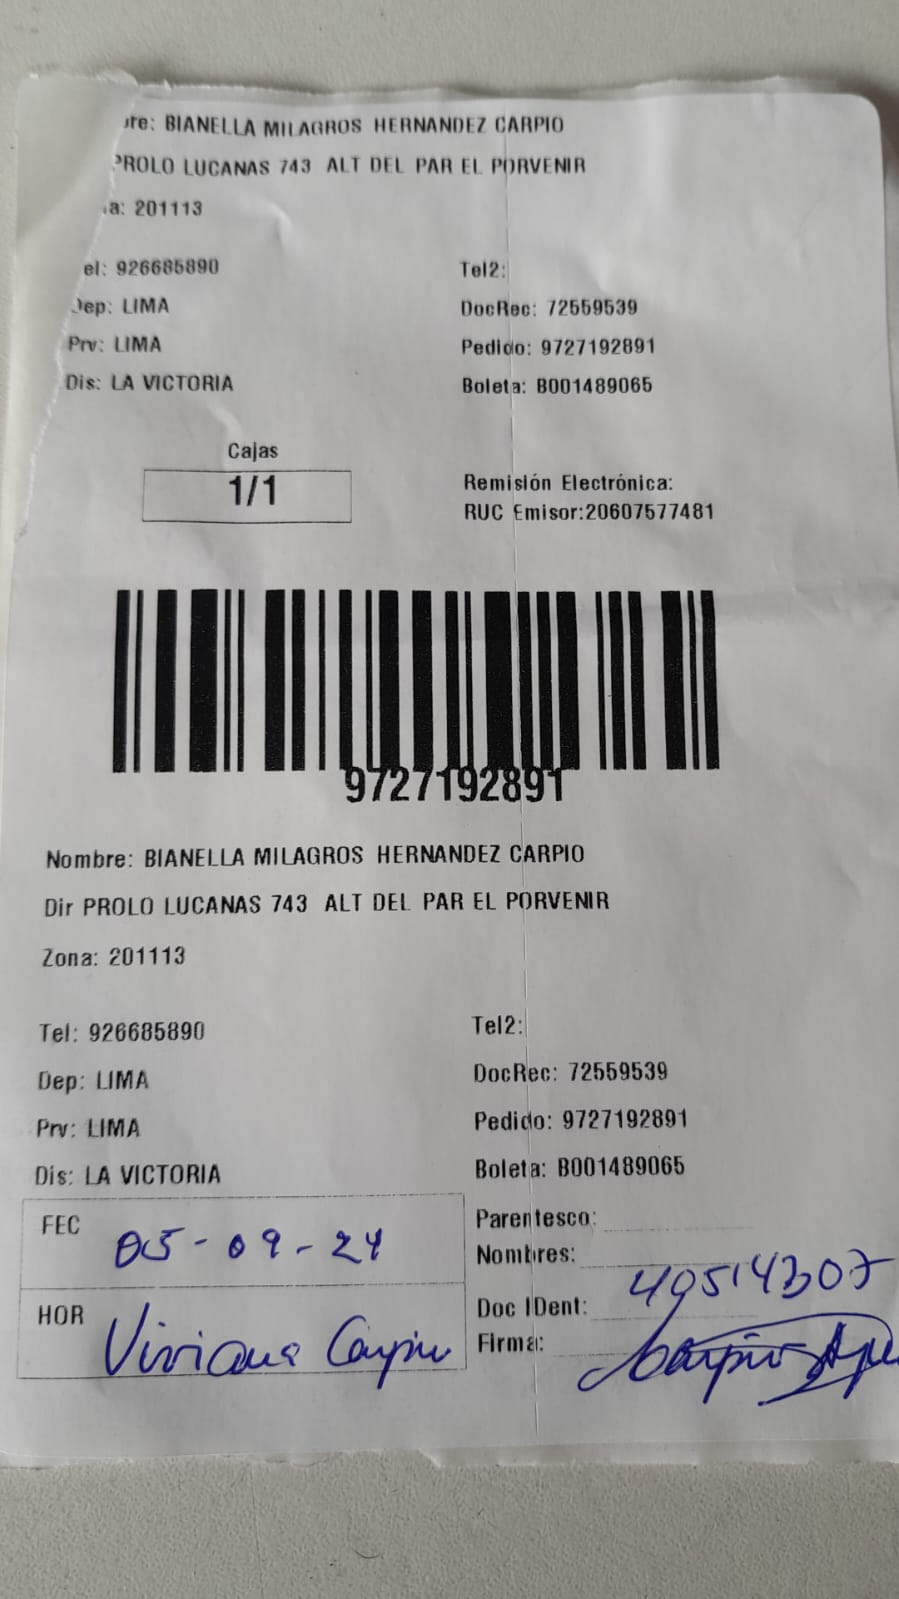 bre: BIANELLA MILAGROS HERNANDEZ CARPIO
PROLO LUCANAS 743 ALT DEL PAR EL PORVENIR
a: 201113
el: 926685890 Tel2:
Dep: LIMA DocRec: 72559539
Prv: LIMA Pedido: 9727192891
Dis: LA VICTORIA Boleta: B001489065
Cajas
1/1
Remisión Electrónica:
RUC Emisor:20607577481
9727192891
Nombre: BIANELLA MILAGROS HERNANDEZ CARPIO
Dir PROLO LUCANAS 743 ALT DEL PAR EL PORVENIR
Zona: 201113
Tel: 926685890 Tel2:
Dep: LIMA DocRec: 72559539
Prv: LIMA Pedido: 9727192891
Dis: LA VICTORIA Boleta: B001489065
FEC 05-09-24
Parentesco:
Nombres:
HOR Viviana Carpio
Doc IDent: 40514307
Firma: Carpio